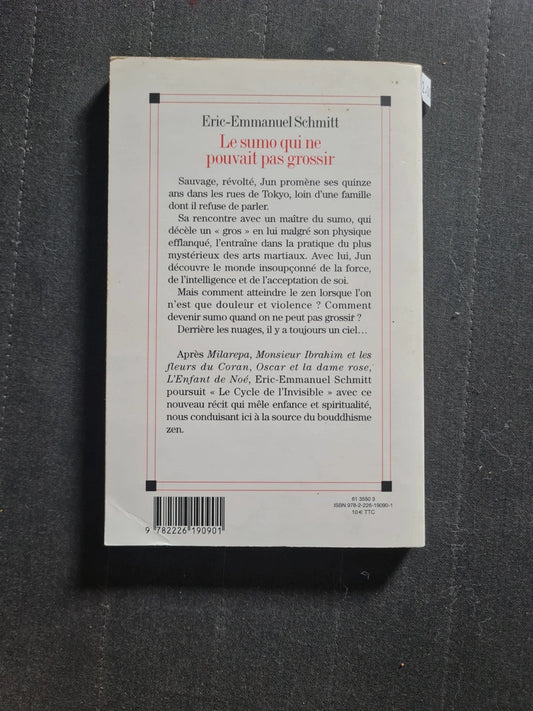 Eric-Emmanuel Schmitt
Le sumo qui ne
pouvait pas grossir
Sauvage, révolté, Jun promène ses quinze
ans dans les rues de Tokyo, loin d'une famille
dont il refuse de parler.
Sa rencontre avec un maître du sumo, qui
décèle un « gros » en lui malgré son physique
efflanqué, l'entraîne dans la pratique du plus
mystérieux des arts martiaux. Avec lui, Jun
découvre le monde insoupçonné de la force,
de l'intelligence et de l'acceptation de soi.
Mais comment atteindre le zen lorsque l'on
n'est que douleur et violence ? Comment
devenir sumo quand on ne peut pas grossir ?
Derrière les nuages, il y a toujours un ciel…
Après Milarepa, Monsieur Ibrahim et les
fleurs du Coran, Oscar et la dame rose,
L'Enfant de Noé, Eric-Emmanuel Schmitt
poursuit « Le Cycle de l'Invisible » avec ce
nouveau récit qui mêle enfance et spiritualité,
nous conduisant ici à la source du bouddhisme
zen.
61 3550 3
ISBN 978-2-226-19090-1
10 € TTC
9 782226 190901